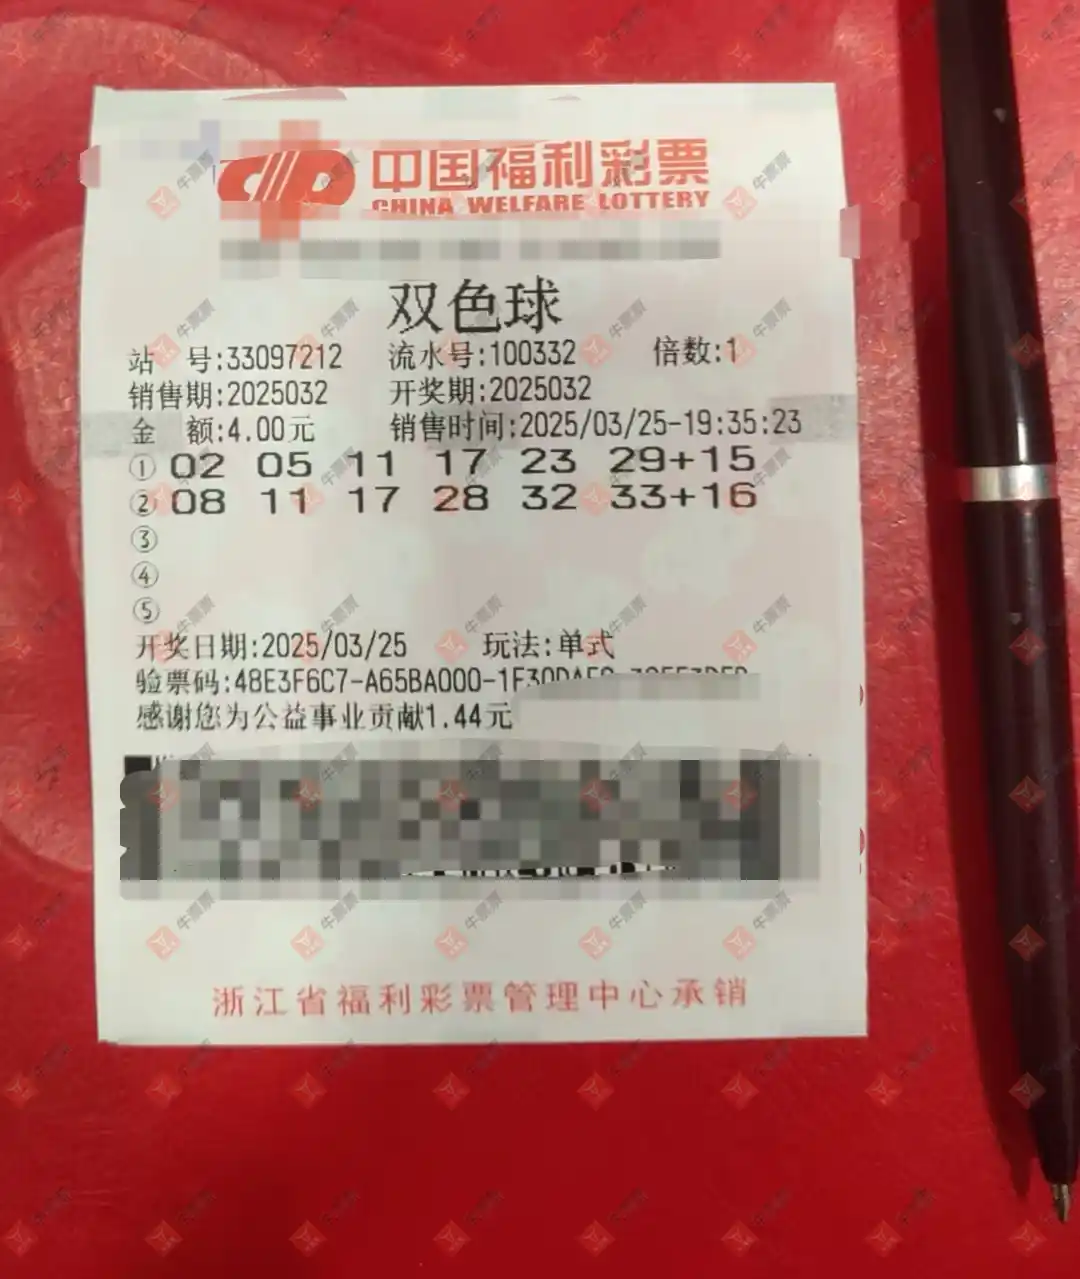 中国福利彩票
CHINA WELFARE LOTTERY
双色球
站 号:33097212 流水号:100332 倍数:1
销售期:2025032 开奖期:2025032
金 额:4.00元 销售时间:2025/03/25-19:35:23
① 02 05 11 17 23 29+15
② 08 11 17 28 32 33+16
③
④
⑤
开奖日期:2025/03/25 玩法:单式
验票码:48E3F6C7-A65BA000-
感谢您为公益事业贡献1.44元
浙江省福利彩票管理中心承销
牛票票